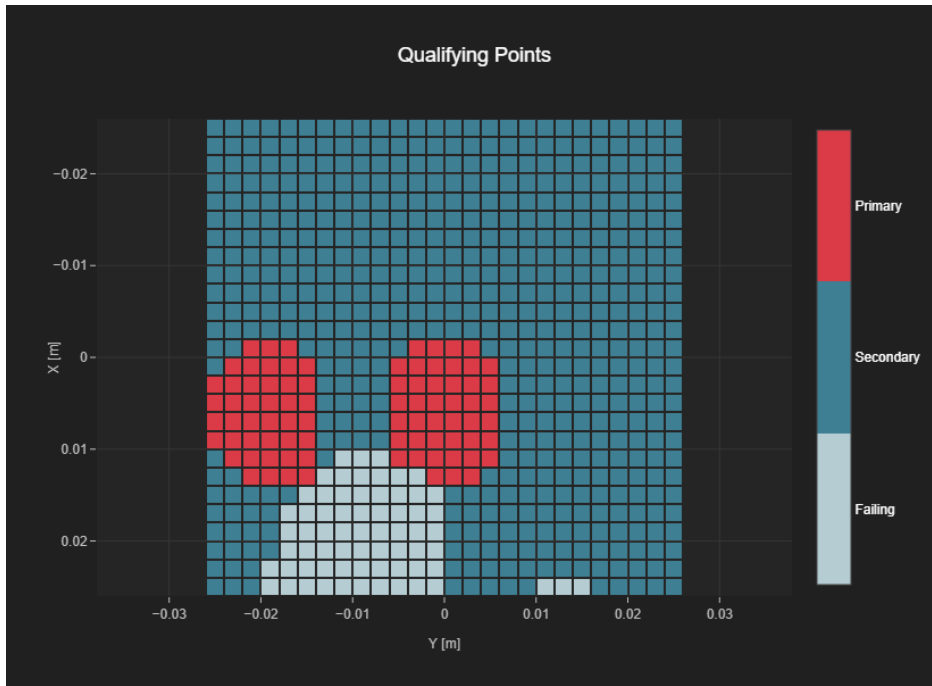 Qualifying Points
−0.02
−0.01
0
0.01
0.02
X [m]
−0.03
−0.02
−0.01
0
0.01
0.02
0.03
Y [m]
Primary
Secondary
Failing